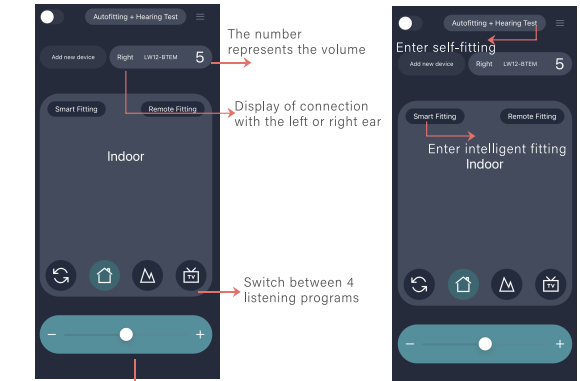 Autofitting + Hearing Test
The number
represents the volume
Add new device
Right LW12-BTEM 5
Display of connection
with the left or right ear
Smart Fitting
Remote Fitting
Indoor
TV
Switch between 4
listening programs
- +
Autofitting + Hearing Test
Enter self-fitting
Add new device
Right LW12-BTEM 5
Smart Fitting
Remote Fitting
Enter intelligent fitting
Indoor
TV
- +